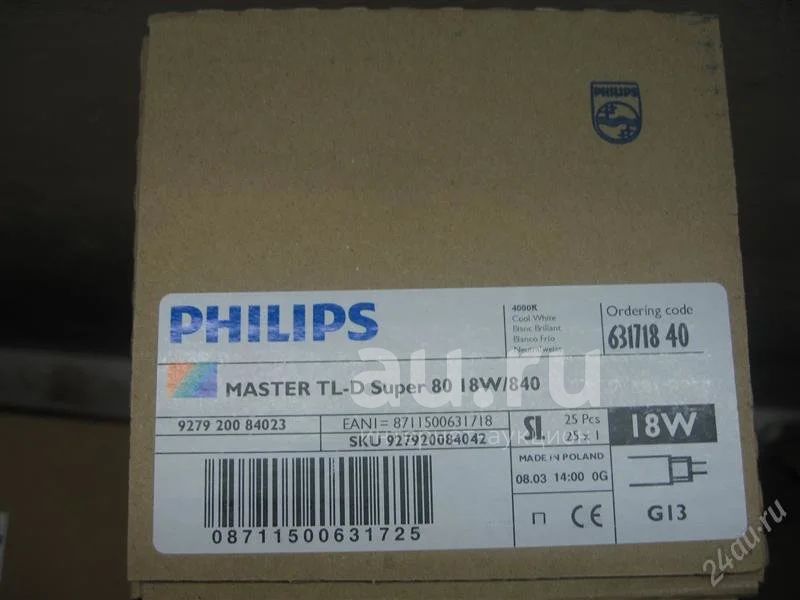 PHILIPS
PHILIPS
4000K
Cool White
Blanc Brillant
Blanco Frio
Neutralweiss
Ordering code
631718 40
au.ru
MASTER TL-D Super 80 18W/840
9279 200 84023
EAN1= 8711500631718
SKU 927920084042
SL
25 Pcs
25 x 1
18W
MADE IN POLAND
08.03 14:00 0G
CE
G13
08711500631725
24au.ru